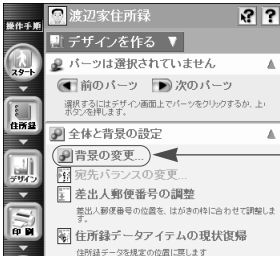 操作手順
渡辺家住所録
スタート
デザインを作る ▼
パーツは選択されていません
前のパーツ 次のパーツ
選択するにはデザイン画面上でパーツをクリックするか、上の
ボタンを押します。
住所録
全体と背景の設定
背景の変更...
宛先バランスの変更...
デザイン
差出人郵便番号の調整
差出人郵便番号の位置を、はがきの枠に合わせて調整しま
す。
印刷
住所録データアイテムの現状復帰
住所録データを規定の位置に戻します